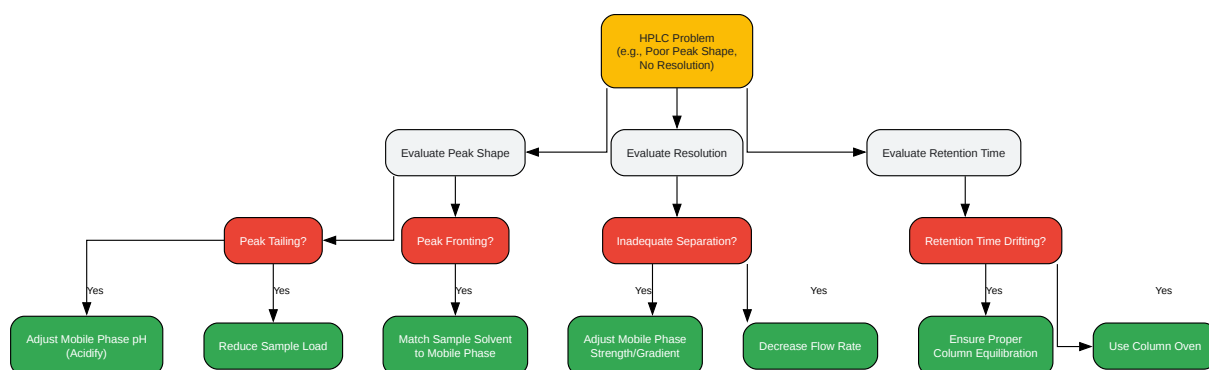 HPLC Problem
(e.g., Poor Peak Shape,
No Resolution)
Evaluate Peak Shape
Evaluate Resolution
Evaluate Retention Time
Peak Tailing?
Peak Fronting?
Inadequate Separation?
Retention Time Drifting?
Yes
Yes
Yes
Yes
Yes
Yes
Yes
Adjust Mobile Phase pH
(Acidify)
Reduce Sample Load
Match Sample Solvent
to Mobile Phase
Adjust Mobile Phase
Strength/Gradient
Decrease Flow Rate
Ensure Proper
Column Equilibration
Use Column Oven